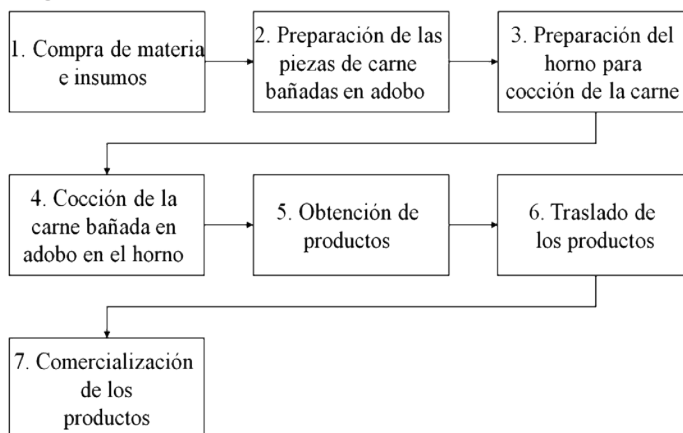 1. Compra de materia
e insumos
2. Preparación de las
piezas de carne
bañadas en adobo
3. Preparación del
horno para
cocción de la carne
4. Cocción de la
carne bañada en
adobo en el horno
5. Obtención de
productos
6. Traslado de
los productos
7. Comercialización
de los
productos